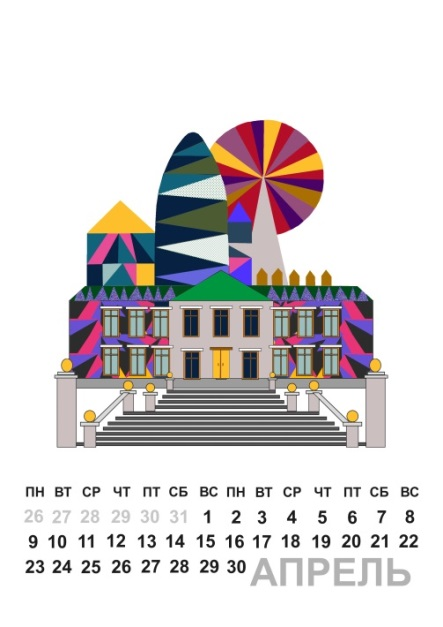 ПН ВТ СР ЧТ ПТ СБ ВС ПН ВТ СР ЧТ ПТ СБ ВС
26 27 28 29 30 31 1 2 3 4 5 6 7 8
9 10 11 12 13 14 15 16 17 18 19 20 21 22
23 24 25 26 27 28 29 30
АПРЕЛЬ